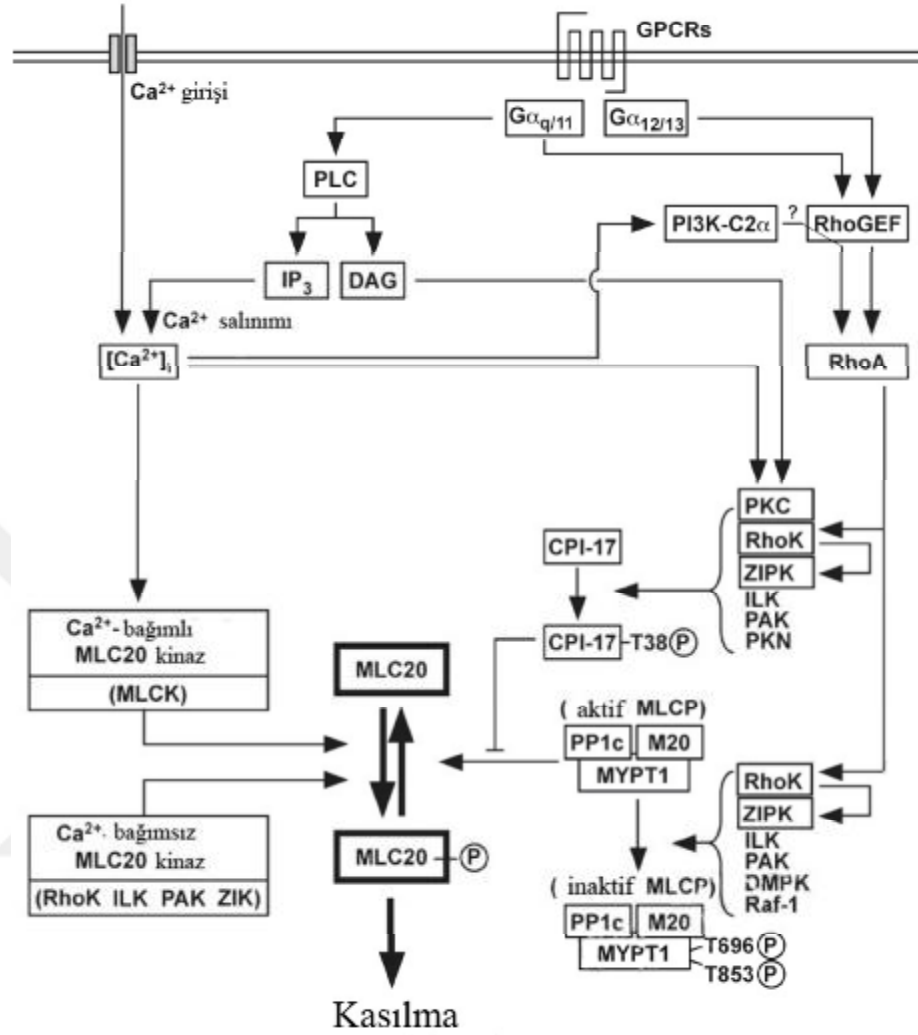 GPCRs
Ca²⁺ girişi
Gα q/11
Gα 12/13
PLC
PI3K-C2α
?
RhoGEF
IP₃
DAG
Ca²⁺ salınımı
[Ca²⁺]i
RhoA
PKC
RhoK
ZIPK
ILK
PAK
PKN
CPI-17
CPI-17 T38 P
Ca²⁺- bağımlı
MLC20 kinaz
(MLCK)
MLC20
( aktif MLCP)
PP1c M20
MYPT1
RhoK
ZIPK
ILK
PAK
DMPK
Raf-1
Ca²⁺. bağımsız
MLC20 kinaz
(RhoK ILK PAK ZIK)
MLC20 P
( inaktif MLCP)
PP1c M20
MYPT1
T696 P
T853 P
Kasılma